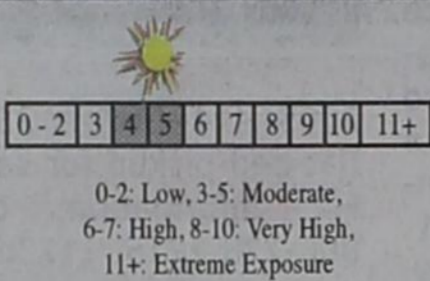 0-2 3 4 5 6 7 8 9 10 11+
0-2: Low, 3-5: Moderate,
6-7: High, 8-10: Very High,
11+: Extreme Exposure